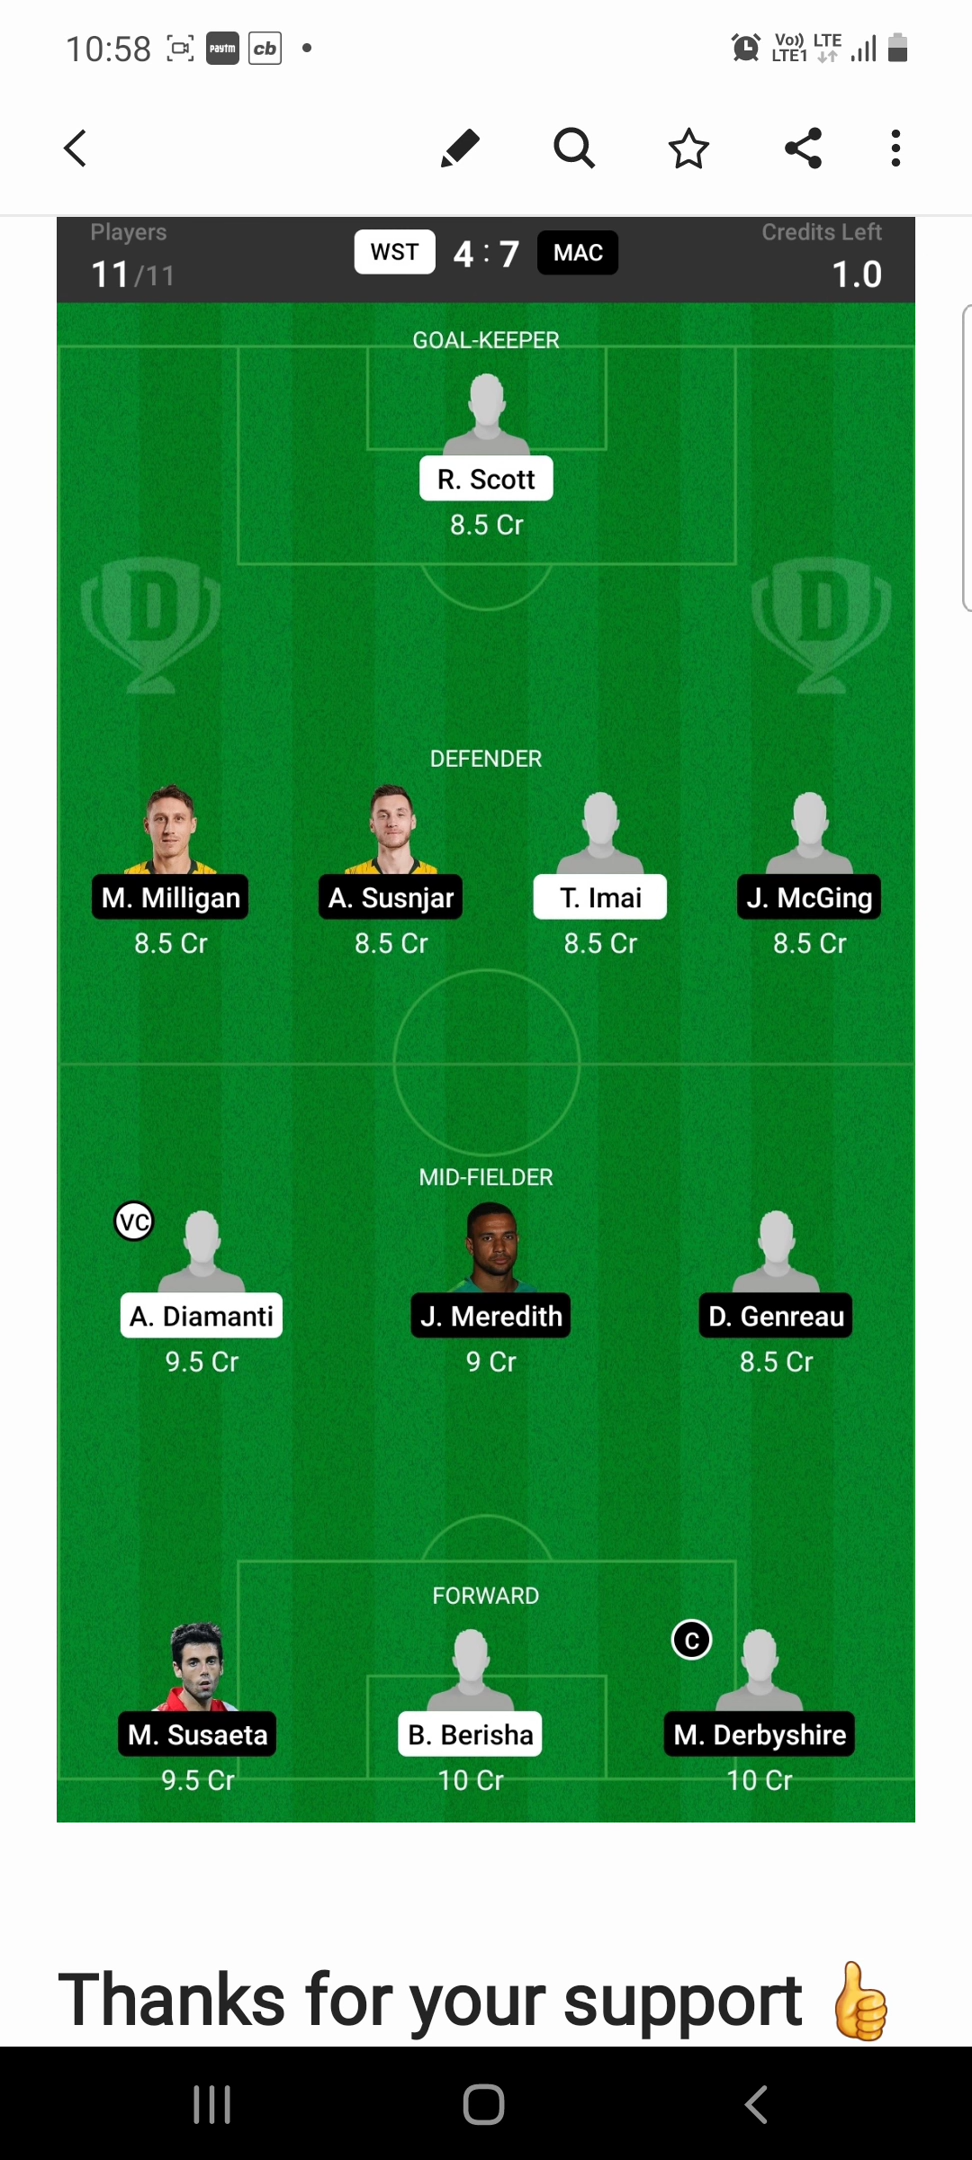 10:58 paytm cb Vo)) LTE1 LTE
Players
Credits Left
11/11
WST 4 : 7 MAC
1.0
GOAL-KEEPER
R. Scott
8.5 Cr
D D
DEFENDER
M. Milligan A. Susnjar T. Imai J. McGing
8.5 Cr 8.5 Cr 8.5 Cr 8.5 Cr
MID-FIELDER
VC
A. Diamanti J. Meredith D. Genreau
9.5 Cr 9 Cr 8.5 Cr
FORWARD
C
M. Susaeta B. Berisha M. Derbyshire
9.5 Cr 10 Cr 10 Cr
Thanks for your support 👍